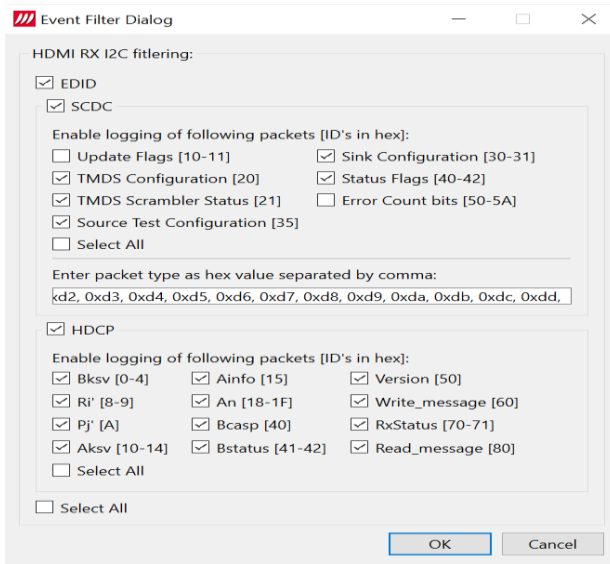 Event Filter Dialog
HDMI RX I2C fitlering:
EDID
SCDC
Enable logging of following packets [ID's in hex]:
Update Flags [10-11] Sink Configuration [30-31]
TMDS Configuration [20] Status Flags [40-42]
TMDS Scrambler Status [21] Error Count bits [50-5A]
Source Test Configuration [35]
Select All
Enter packet type as hex value separated by comma:
xd2, 0xd3, 0xd4, 0xd5, 0xd6, 0xd7, 0xd8, 0xd9, 0xda, 0xdb, 0xdc, 0xdd,
HDCP
Enable logging of following packets [ID's in hex]:
Bksv [0-4] Ainfo [15] Version [50]
Ri' [8-9] An [18-1F] Write_message [60]
Pj' [A] Bcasp [40] RxStatus [70-71]
Aksv [10-14] Bstatus [41-42] Read_message [80]
Select All
Select All
OK Cancel